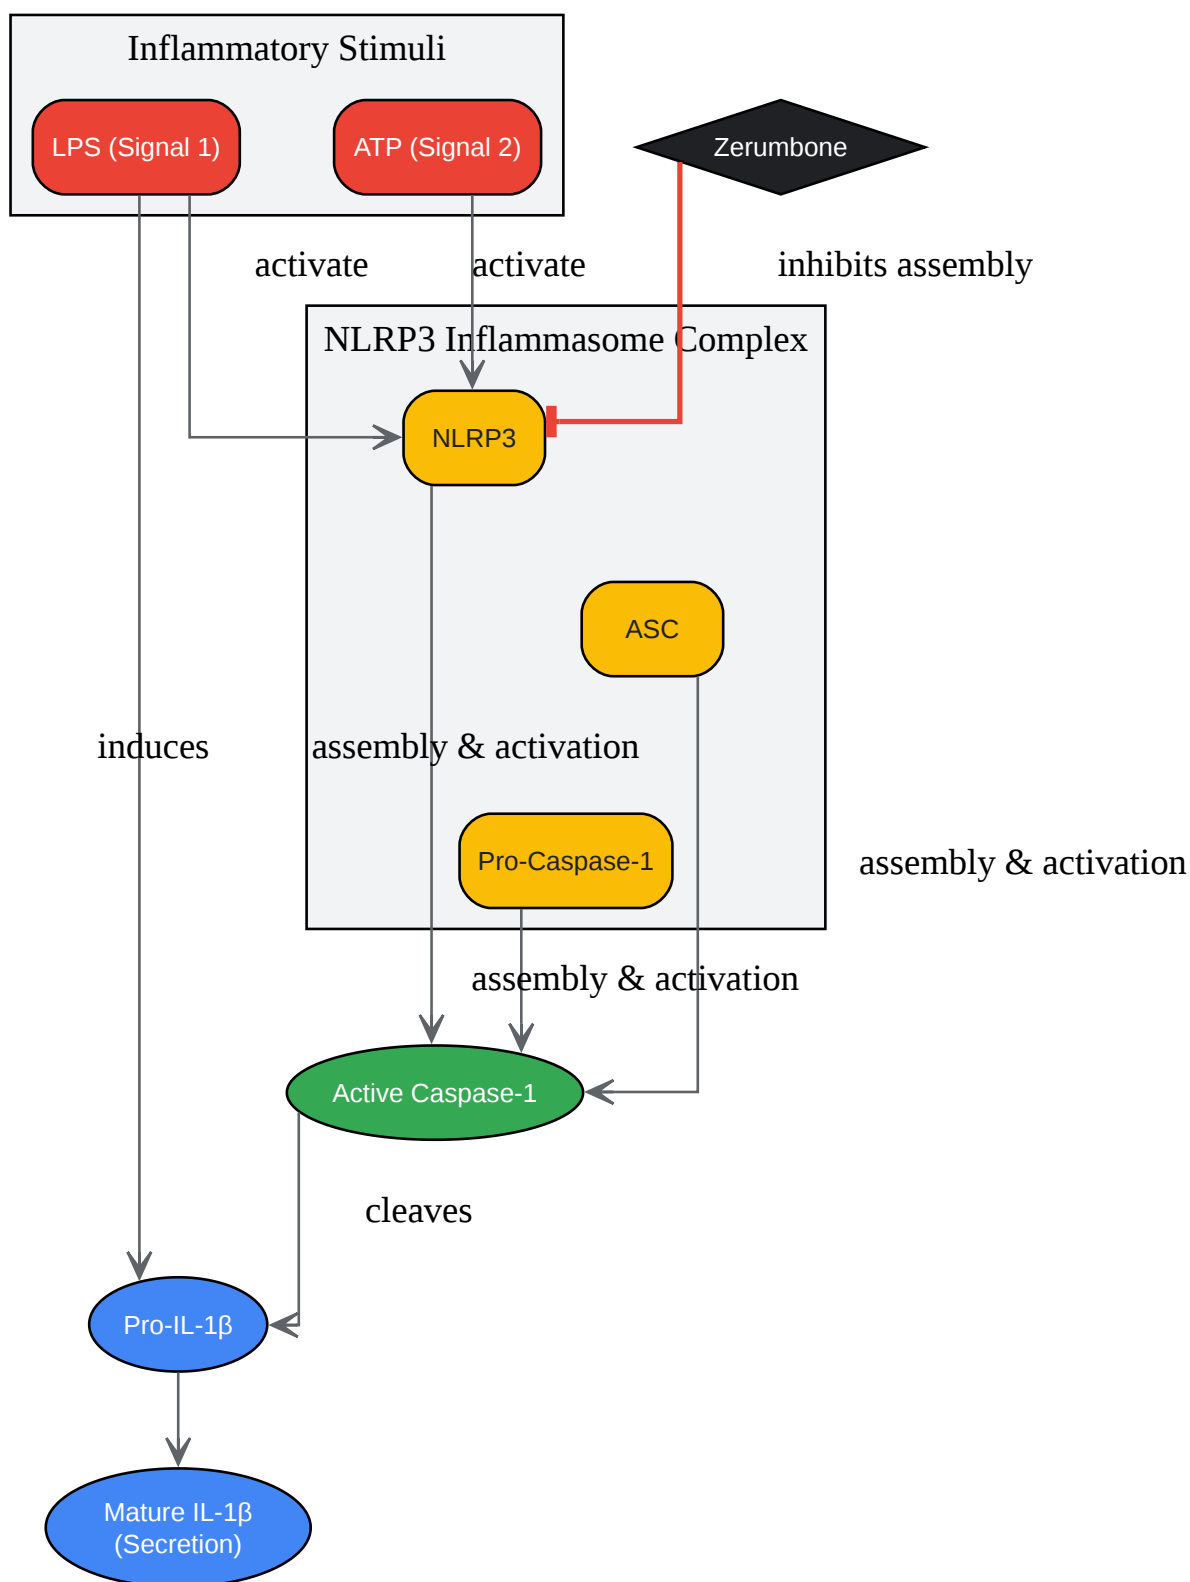 Inflammatory Stimuli
LPS (Signal 1)
ATP (Signal 2)
Zerumbone
activate
activate
inhibits assembly
NLRP3 Inflammasome Complex
NLRP3
ASC
induces
assembly & activation
Pro-Caspase-1
assembly & activation
assembly & activation
Active Caspase-1
cleaves
Pro-IL-1β
Mature IL-1β
(Secretion)